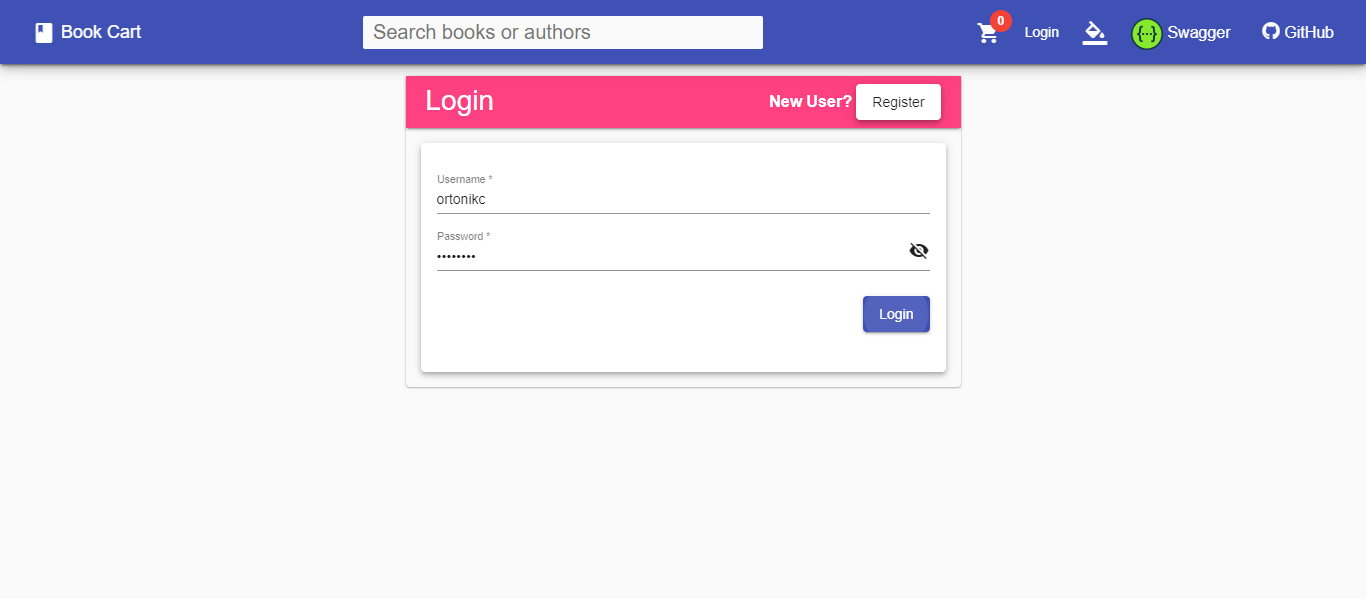 Book Cart
Search books or authors
0
Login
{··}
Swagger
GitHub
Login
New User?
Register
Username *
ortonikc
Password *
••••••••
Login